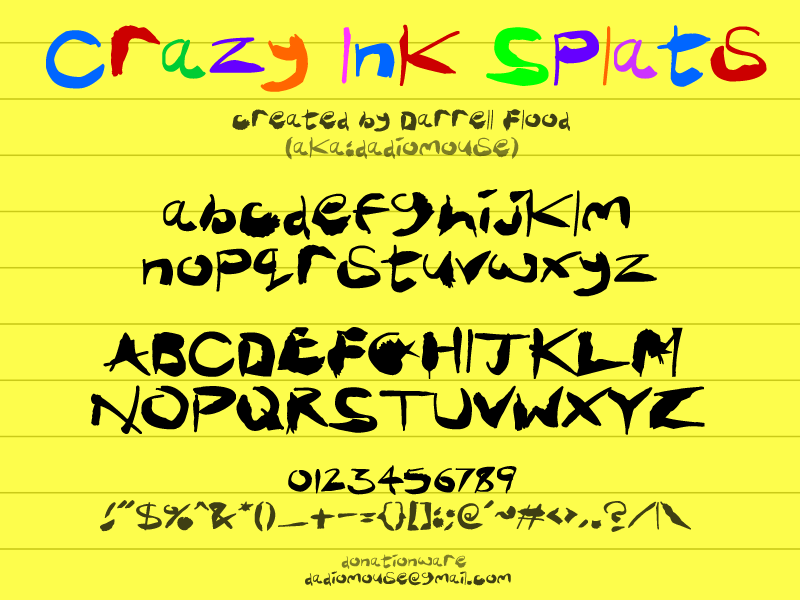 Crazy Ink Splats
created by Darrell Flood
(aka:dadiomouse)
abcdefghijklm
nopqrstuvwxyz
ABCDEFGHIJKLM
NOPQRSTUVWXYZ
0123456789
'"$%^&*()_+-={}[]:;@´~#<>,.?/\
donationware
dadiomouse@gmail.com